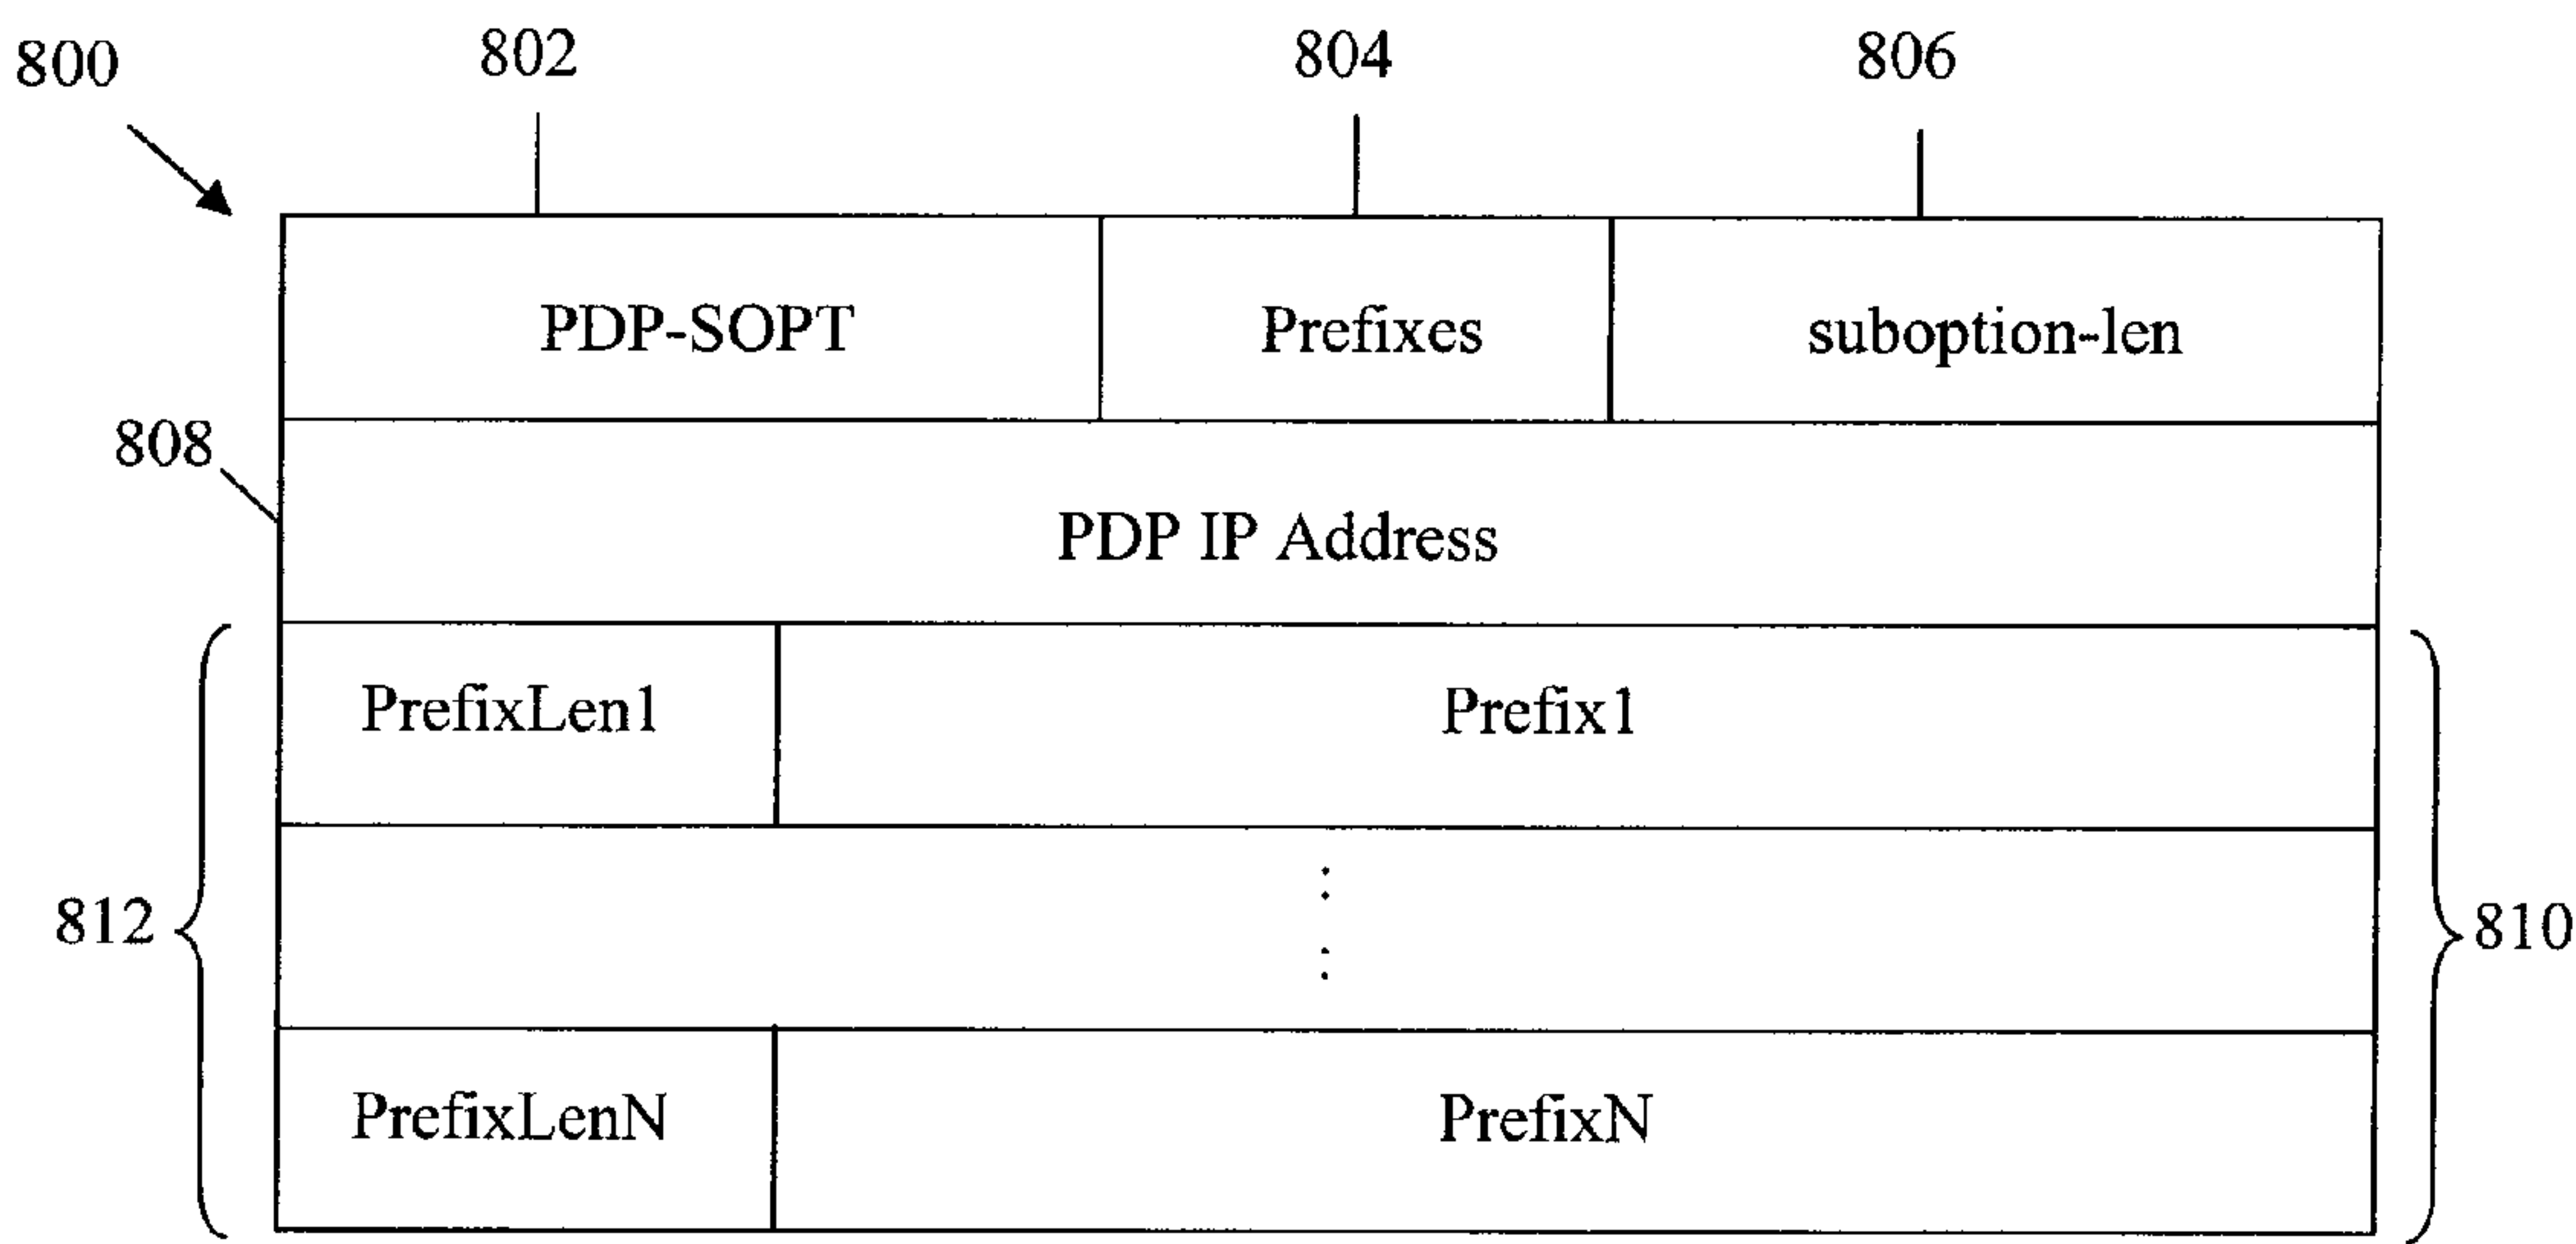 800 802 804 806
PDP-SOPT Prefixes suboption-len
808
PDP IP Address
PrefixLen1 Prefix1
812 810
PrefixLenN PrefixN